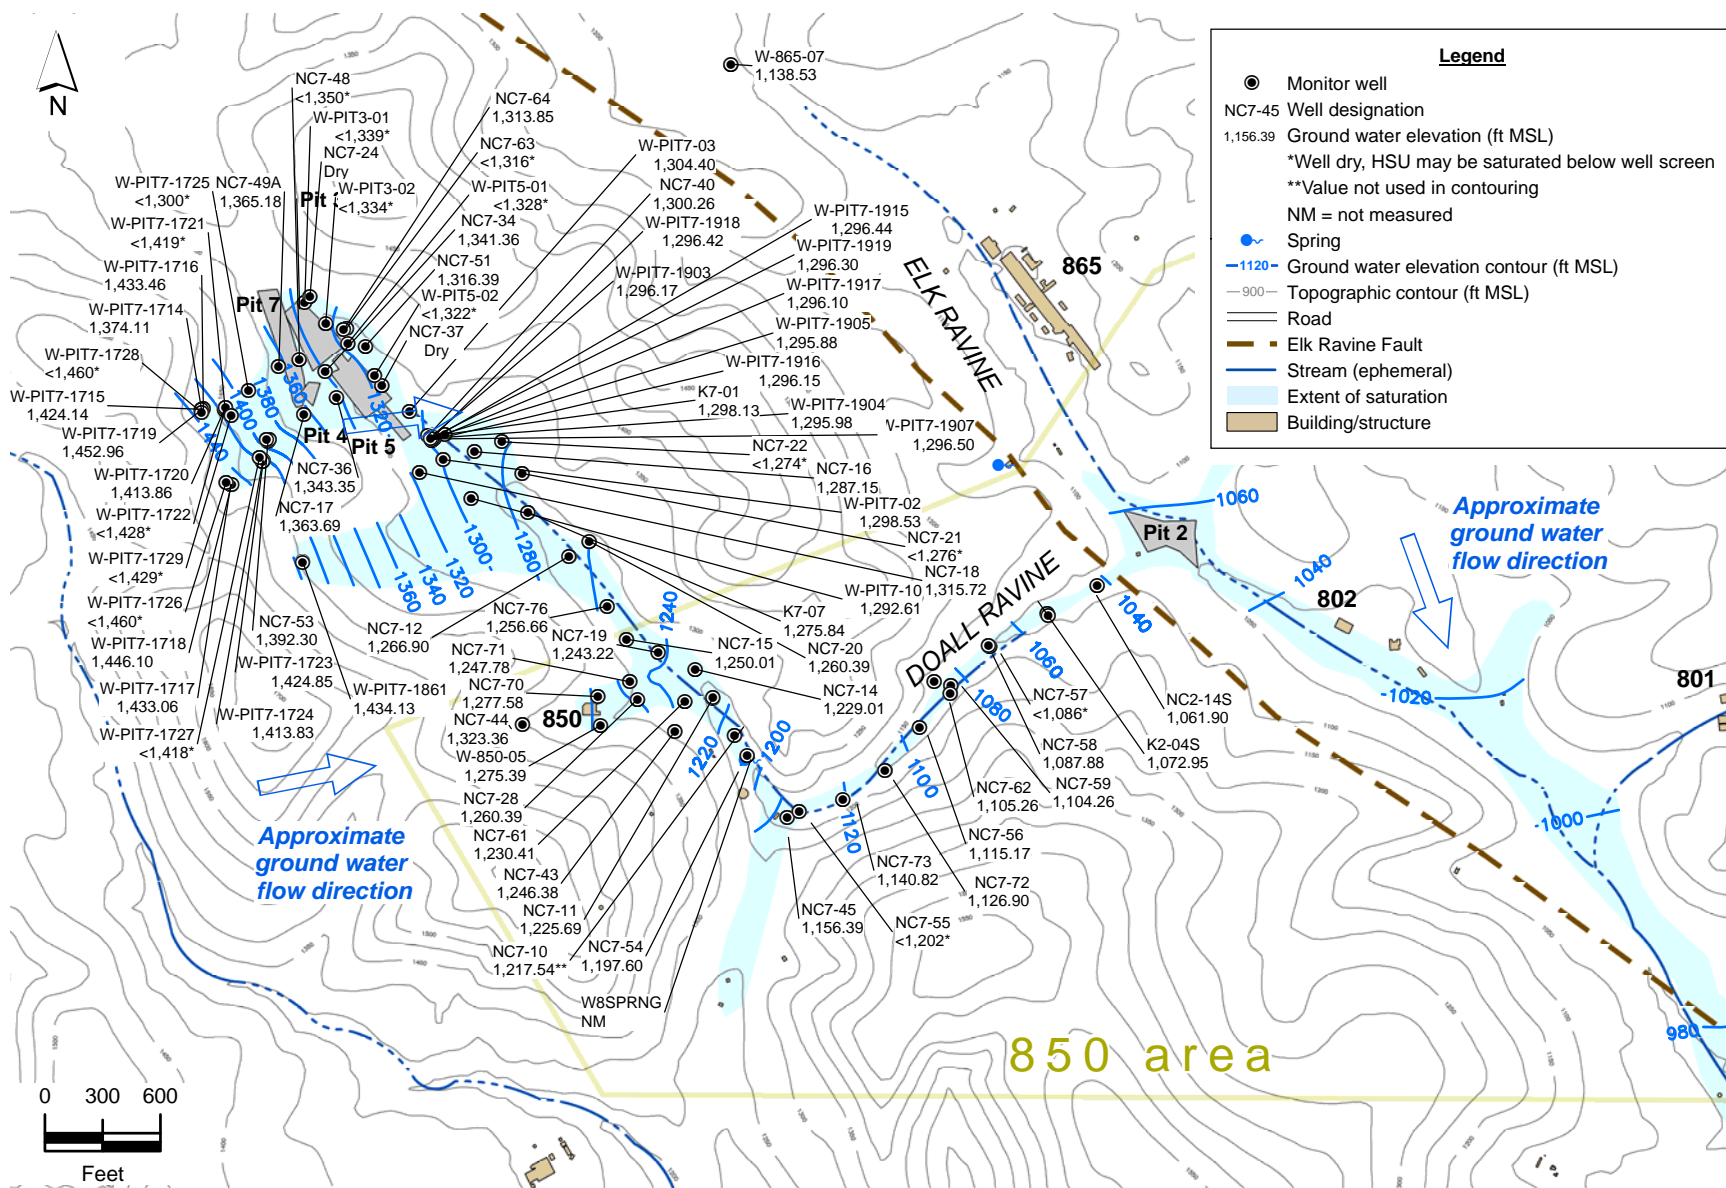 W-865-07
1,138.53
N
NC7-48
<1,350*
W-PIT3-01
<1,339*
NC7-24
Dry
W-PIT3-02
<1,334*
NC7-64
1,313.85
NC7-63
<1,316*
W-PIT5-01
<1,328*
NC7-34
1,341.36
NC7-51
1,316.39
W-PIT5-02
<1,322*
NC7-37
Dry
W-PIT7-03
1,304.40
NC7-40
1,300.26
W-PIT7-1918
1,296.42
W-PIT7-1903
1,296.17
W-PIT7-1915
1,296.44
W-PIT7-1919
1,296.30
W-PIT7-1917
1,296.10
W-PIT7-1905
1,295.88
W-PIT7-1916
1,296.15
K7-01
1,298.13
W-PIT7-1904
1,295.98
W-PIT7-1907
1,296.50
NC7-22
<1,274*
NC7-16
1,287.15
W-PIT7-02
1,298.53
NC7-21
<1,276*
NC7-18
1,315.72
W-PIT7-10
1,292.61
K7-07
1,275.84
NC7-20
1,260.39
NC7-15
1,250.01
NC7-14
1,229.01
W-PIT7-1725
<1,300*
NC7-49A
1,365.18
W-PIT7-1721
<1,419*
W-PIT7-1716
1,433.46
W-PIT7-1714
1,374.11
W-PIT7-1728
<1,460*
W-PIT7-1715
1,424.14
W-PIT7-1719
1,452.96
W-PIT7-1720
1,413.86
W-PIT7-1722
<1,428*
W-PIT7-1729
<1,429*
W-PIT7-1726
<1,460*
W-PIT7-1718
1,446.10
W-PIT7-1717
1,433.06
W-PIT7-1727
<1,418*
NC7-36
1,343.35
NC7-17
1,363.69
NC7-53
1,392.30
W-PIT7-1723
1,424.85
W-PIT7-1724
1,413.83
W-PIT7-1861
1,434.13
Pit 7
Pit 4
Pit 5
NC7-12
1,266.90
NC7-76
1,256.66
NC7-19
1,243.22
NC7-71
1,247.78
NC7-70
1,277.58
NC7-44
1,323.36
W-850-05
1,275.39
NC7-28
1,260.39
NC7-61
1,230.41
NC7-43
1,246.38
NC7-11
1,225.69
NC7-10
1,217.54**
NC7-54
1,197.60
W8SPRNG
NM
850
NC7-45
1,156.39
NC7-55
<1,202*
NC7-73
1,140.82
NC7-72
1,126.90
NC7-56
1,115.17
NC7-62
1,105.26
NC7-59
1,104.26
NC7-58
1,087.88
NC7-57
<1,086*
K2-04S
1,072.95
NC2-14S
1,061.90
ELK RAVINE
DOALL RAVINE
865
Pit 2
802
801
1400
1380
1360
1320
1300
1280
1320
1340
1360
1240
1220
1200
1120
1100
1080
1060
1040
1060
1040
1020
1000
980
Approximate
ground water
flow direction
Approximate
ground water
flow direction
850 area
0 300 600
Feet
Legend
Monitor well
NC7-45 Well designation
1,156.39 Ground water elevation (ft MSL)
*Well dry, HSU may be saturated below well screen
**Value not used in contouring
NM = not measured
Spring
1120 Ground water elevation contour (ft MSL)
900 Topographic contour (ft MSL)
Road
Elk Ravine Fault
Stream (ephemeral)
Extent of saturation
Building/structure